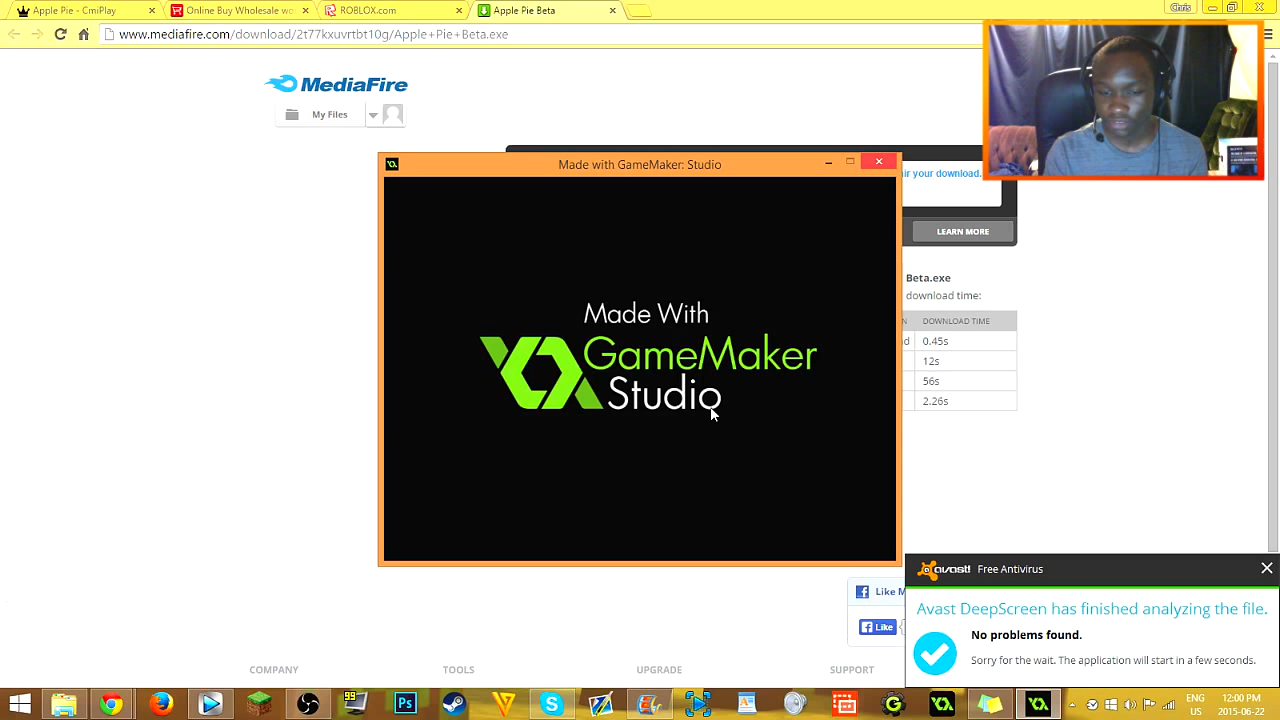 Apple Pie - CmiPlay
Online Buy Wholesale wo
ROBLOX.com
Apple Pie Beta
Chris
www.mediafire.com/download/2t77kxuvrtbt10g/Apple+Pie+Beta.exe
MediaFire
My Files
Made with GameMaker: Studio
ir your download.
LEARN MORE
Made With
GameMaker
Studio
Beta.exe
download time:
N
DOWNLOAD TIME
d
0.45s
12s
56s
2.26s
Like M
Like
avast! Free Antivirus
Avast DeepScreen has finished analyzing the file.
No problems found.
Sorry for the wait. The application will start in a few seconds.
COMPANY
TOOLS
UPGRADE
SUPPORT
99
Ps
ENG
US
12:00 PM
2015-06-22